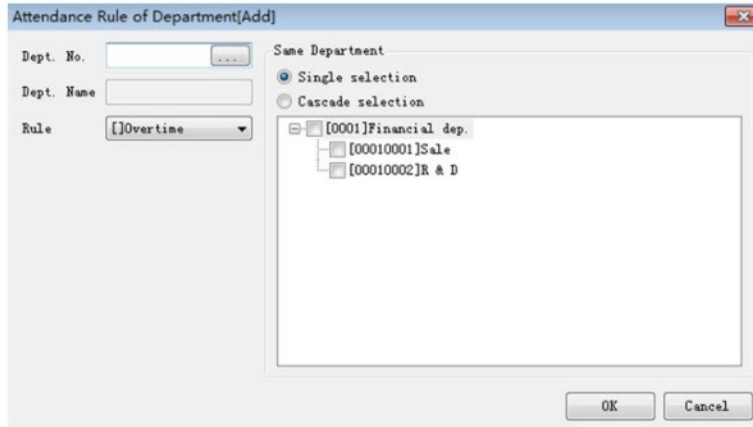 Attendance Rule of Department[Add]
Dept. No.
...
Dept. Name
Rule
[]Overtime
Same Department
Single selection
Cascade selection
[0001]Financial dep.
[00010001]Sale
[00010002]R & D
OK
Cancel